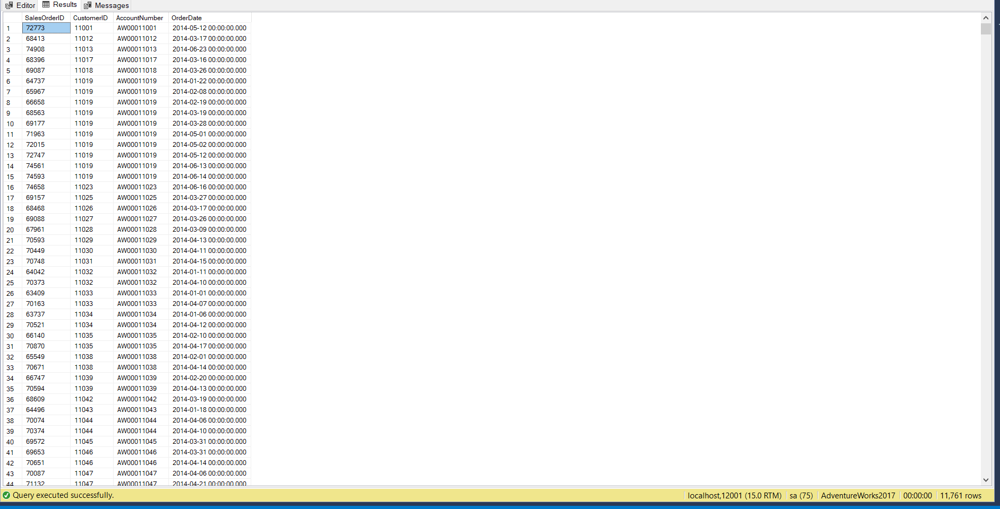 Editor Results Messages
SalesOrderID CustomerID AccountNumber OrderDate
1 72773 11001 AW00011001 2014-05-12 00:00:00.000
2 68413 11012 AW00011012 2014-03-17 00:00:00.000
3 74908 11013 AW00011013 2014-06-23 00:00:00.000
4 68396 11017 AW00011017 2014-03-16 00:00:00.000
5 69087 11018 AW00011018 2014-03-26 00:00:00.000
6 64737 11019 AW00011019 2014-01-22 00:00:00.000
7 65967 11019 AW00011019 2014-02-08 00:00:00.000
8 66658 11019 AW00011019 2014-02-19 00:00:00.000
9 68563 11019 AW00011019 2014-03-19 00:00:00.000
10 69177 11019 AW00011019 2014-03-28 00:00:00.000
11 71963 11019 AW00011019 2014-05-01 00:00:00.000
12 72015 11019 AW00011019 2014-05-02 00:00:00.000
13 72747 11019 AW00011019 2014-05-12 00:00:00.000
14 74561 11019 AW00011019 2014-06-13 00:00:00.000
15 74593 11019 AW00011019 2014-06-14 00:00:00.000
16 74658 11023 AW00011023 2014-06-16 00:00:00.000
17 69157 11025 AW00011025 2014-03-27 00:00:00.000
18 68468 11026 AW00011026 2014-03-17 00:00:00.000
19 69088 11027 AW00011027 2014-03-26 00:00:00.000
20 67961 11028 AW00011028 2014-03-09 00:00:00.000
21 70593 11029 AW00011029 2014-04-13 00:00:00.000
22 70449 11030 AW00011030 2014-04-11 00:00:00.000
23 70748 11031 AW00011031 2014-04-15 00:00:00.000
24 64042 11032 AW00011032 2014-01-11 00:00:00.000
25 70373 11032 AW00011032 2014-04-10 00:00:00.000
26 63409 11033 AW00011033 2014-01-01 00:00:00.000
27 70163 11033 AW00011033 2014-04-07 00:00:00.000
28 63737 11034 AW00011034 2014-01-06 00:00:00.000
29 70521 11034 AW00011034 2014-04-12 00:00:00.000
30 66140 11035 AW00011035 2014-02-10 00:00:00.000
31 70870 11035 AW00011035 2014-04-17 00:00:00.000
32 65549 11038 AW00011038 2014-02-01 00:00:00.000
33 70671 11038 AW00011038 2014-04-14 00:00:00.000
34 66747 11039 AW00011039 2014-02-20 00:00:00.000
35 70594 11039 AW00011039 2014-04-13 00:00:00.000
36 68609 11042 AW00011042 2014-03-19 00:00:00.000
37 64496 11043 AW00011043 2014-01-18 00:00:00.000
38 70074 11044 AW00011044 2014-04-06 00:00:00.000
39 70374 11044 AW00011044 2014-04-10 00:00:00.000
40 69572 11045 AW00011045 2014-03-31 00:00:00.000
41 69653 11046 AW00011046 2014-03-31 00:00:00.000
42 70651 11046 AW00011046 2014-04-14 00:00:00.000
43 70087 11047 AW00011047 2014-04-06 00:00:00.000
44 71132 11047 AW00011047 2014-04-21 00:00:00.000
Query executed successfully. localhost,12001 (15.0 RTM) sa (75) AdventureWorks2017 00:00:00 11,761 rows